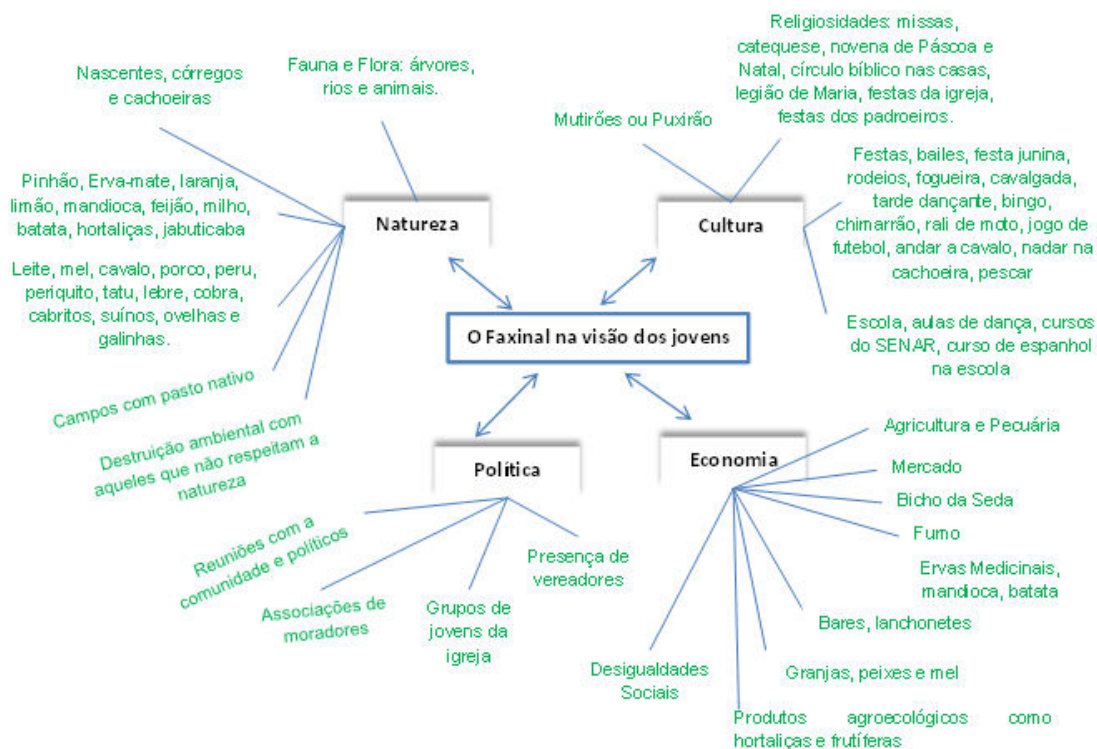 Religiosidades: missas,
catequese, novena de Páscoa e
Natal, círculo bíblico nas casas,
legião de Maria, festas da igreja,
festas dos padroeiros.
Nascentes, córregos
e cachoeiras
Fauna e Flora: árvores,
rios e animais.
Mutirões ou Puxirão
Pinhão, Erva-mate, laranja,
limão, mandioca, feijão, milho,
batata, hortaliças, jabuticaba
Natureza
Cultura
Festas, bailes, festa junina,
rodeios, fogueira, cavalgada,
tarde dançante, bingo,
chimarrão, rali de moto, jogo de
futebol, andar a cavalo, nadar na
cachoeira, pescar
Leite, mel, cavalo, porco, peru,
periquito, tatu, lebre, cobra,
cabritos, suínos, ovelhas e
galinhas.
O Faxinal na visão dos jovens
Escola, aulas de dança, cursos
do SENAR, curso de espanhol
na escola
Campos com pasto nativo
Destruição ambiental com
aqueles que não respeitam a
natureza
Política
Economia
Agricultura e Pecuária
Mercado
Bicho da Seda
Fumo
Ervas Medicinais,
mandioca, batata
Bares, lanchonetes
Granjas, peixes e mel
Produtos agroecológicos como
hortaliças e frutíferas
Desigualdades
Sociais
Reuniões com a
comunidade e políticos
Associações de
moradores
Grupos de
jovens da
igreja
Presença de
vereadores